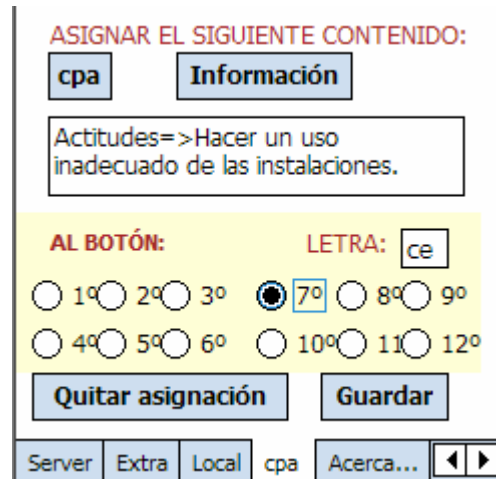 ASIGNAR EL SIGUIENTE CONTENIDO:
cpa Información
Actitudes=>Hacer un uso
inadecuado de las instalaciones.
AL BOTÓN: LETRA: ce
1º 2º 3º 7º 8º 9º
4º 5º 6º 10º 11 12º
Quitar asignación Guardar
Server Extra Local cpa Acerca...